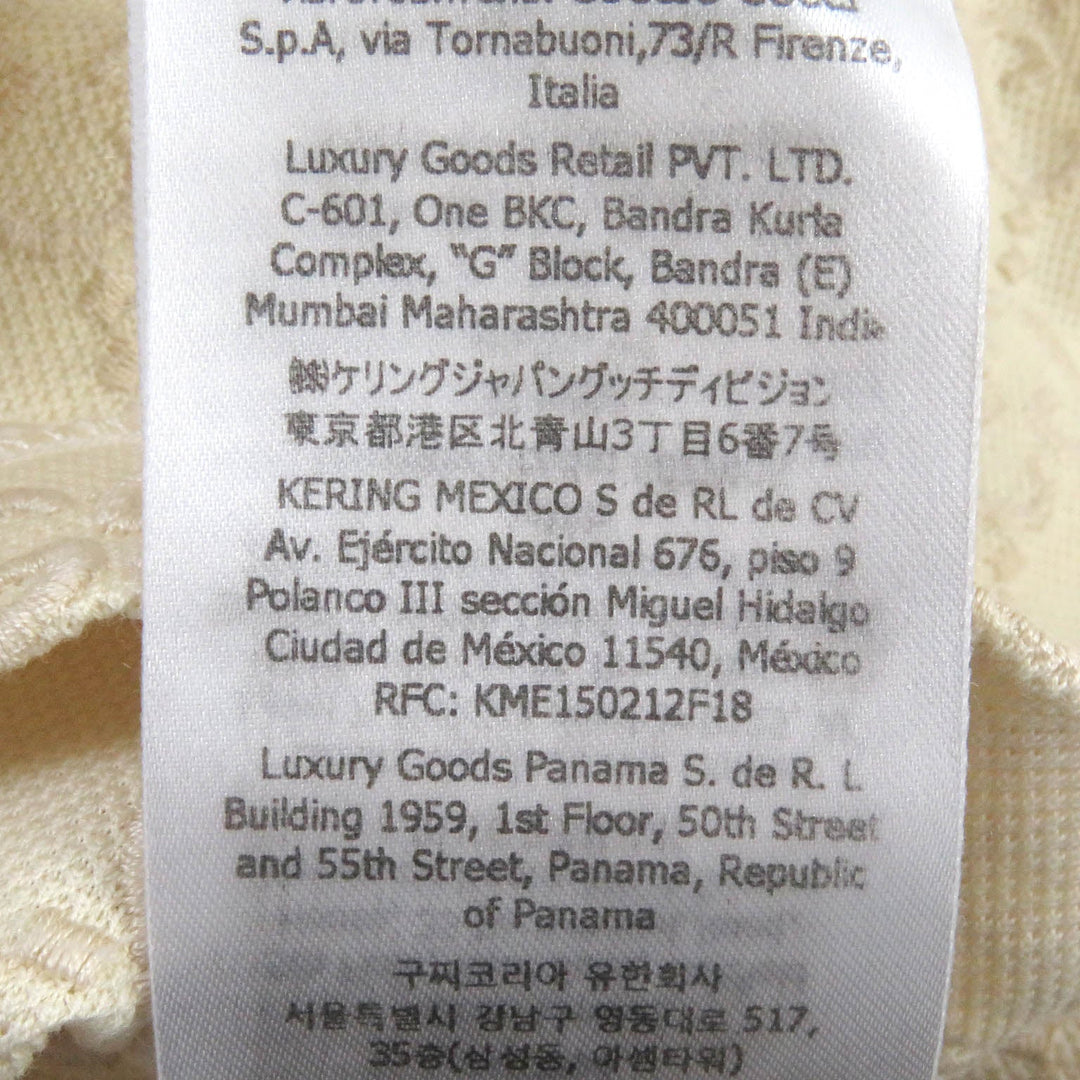 S.p.A, via Tornabuoni,73/R Firenze,
Italia
Luxury Goods Retail PVT. LTD.
C-601, One BKC, Bandra Kurla
Complex, "G" Block, Bandra (E)
Mumbai Maharashtra 400051 India
㈱ケリングジャパングッチディビジョン
東京都港区北青山3丁目6番7号
KERING MEXICO S de RL de CV
Av. Ejército Nacional 676, piso 9
Polanco III sección Miguel Hidalgo
Ciudad de México 11540, México
RFC: KME150212F18
Luxury Goods Panama S. de R. L
Building 1959, 1st Floor, 50th Street
and 55th Street, Panama, Republic
of Panama
구찌코리아 유한회사
서울특별시 강남구 영동대로 517,
35층(삼성동, 아셈타워)